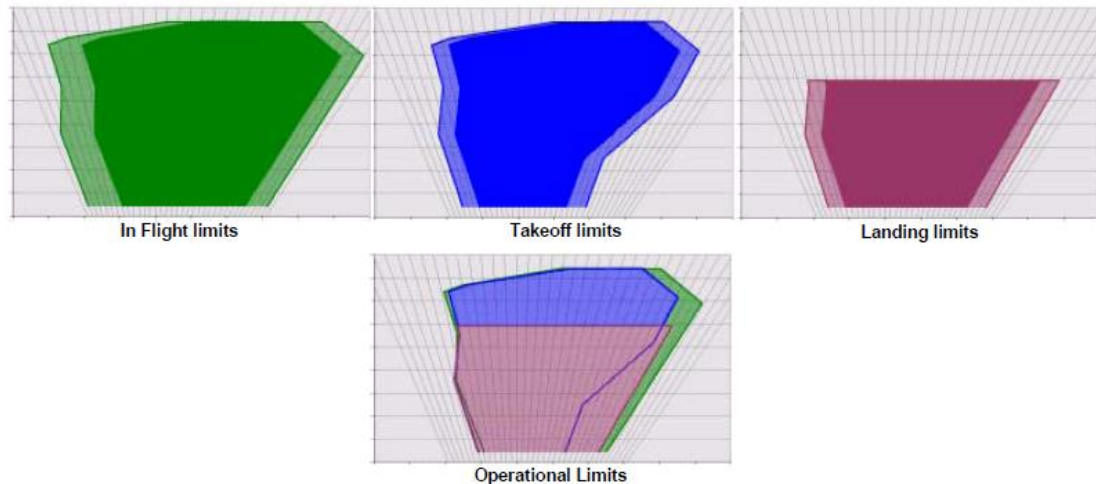 In Flight limits
Takeoff limits
Landing limits
Operational Limits